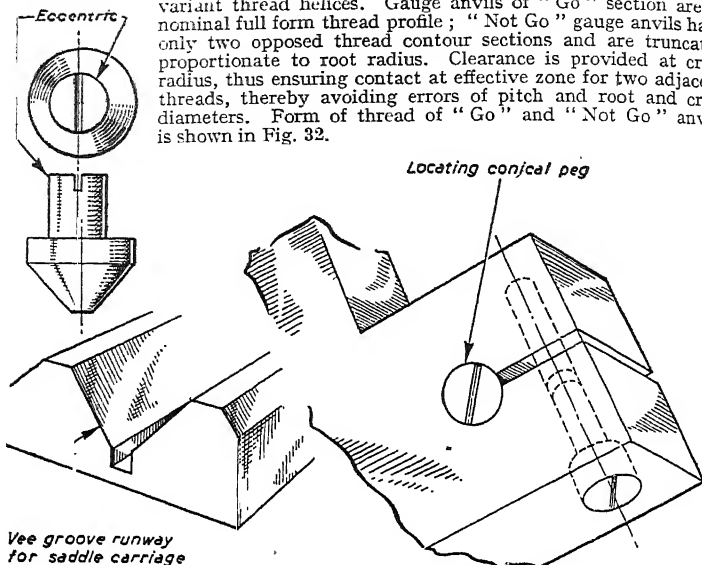 Eccentric
variant thread helices. Gauge anvils of “ Go ” section are
nominal full form thread profile ; “ Not Go ” gauge anvils
only two opposed thread contour sections and are
proportionate to root radius. Clearance is provided at
radius, thus ensuring contact at effective zone for two
threads, thereby avoiding errors of pitch and root and
diameters. Form of thread of “ Go ” and “ Not Go ”
is shown in Fig. 32.
Locating conical peg
Vee groove runway
for saddle carriage